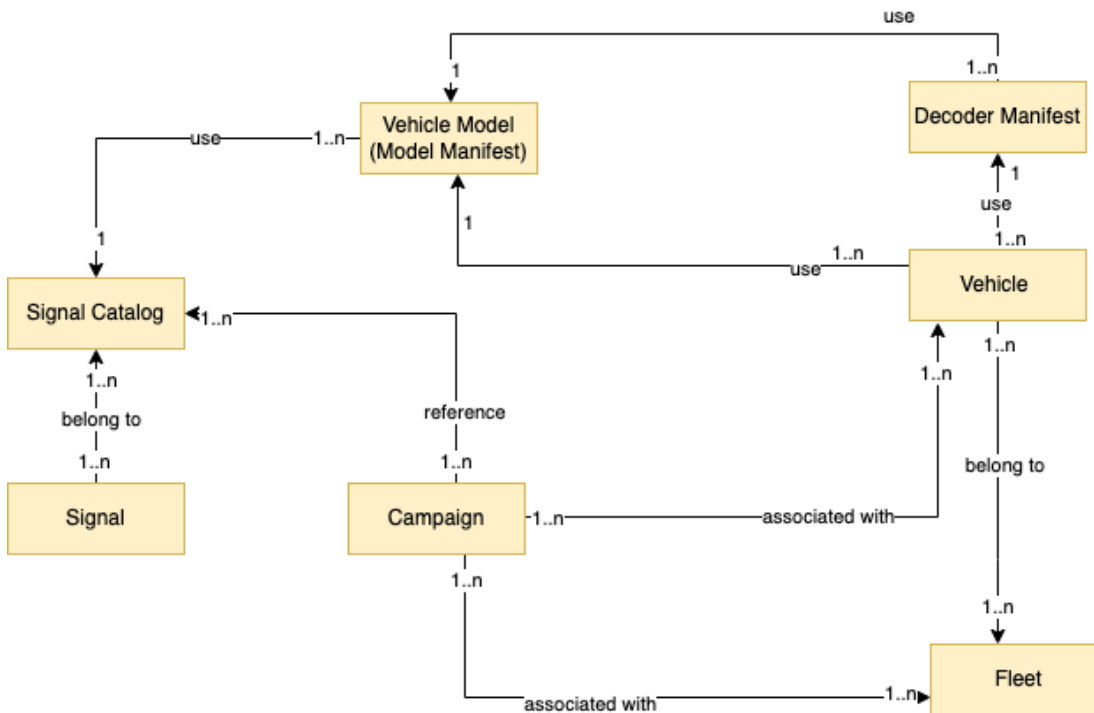 use
1..n
1
Decoder Manifest
Vehicle Model
(Model Manifest)
use
1..n
1
use
1..n
1
1
use
1..n
Vehicle
Signal Catalog
1..n
1..n
1..n
1..n
belong to
reference
belong to
1..n
1..n
Signal
Campaign
1..n
associated with
1..n
1..n
Fleet
associated with
1..n